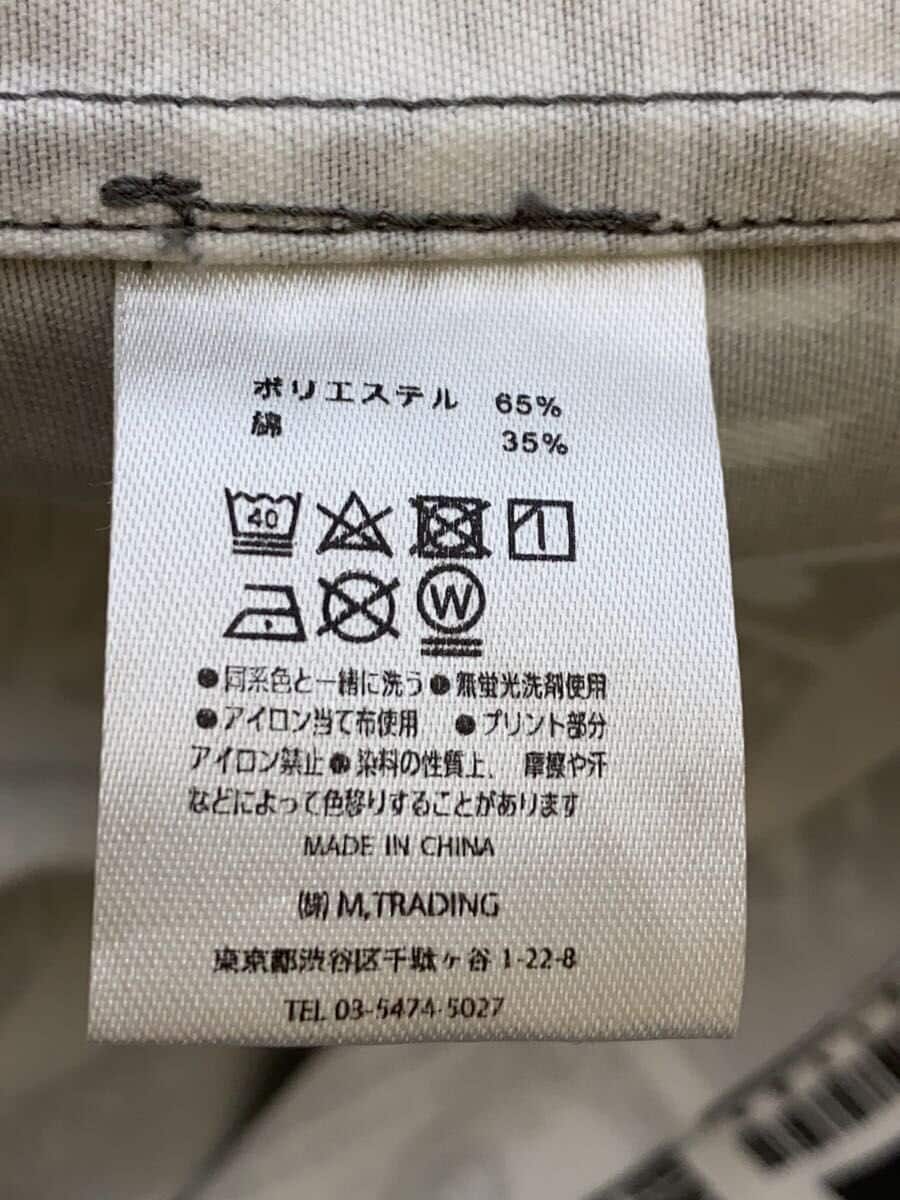 ポリエステル 65%
綿 35%
40
W
●同系色と一緒に洗う ●無蛍光洗剤使用
●アイロン当て布使用 ●プリント部分
アイロン禁止 ●染料の性質上、摩擦や汗
などによって色移りすることがあります
MADE IN CHINA
㈱ M,TRADING
東京都渋谷区千駄ヶ谷 1-22-8
TEL 03-5474-5027